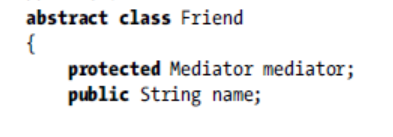 abstract class Friend
{
protected Mediator mediator;
public String name;